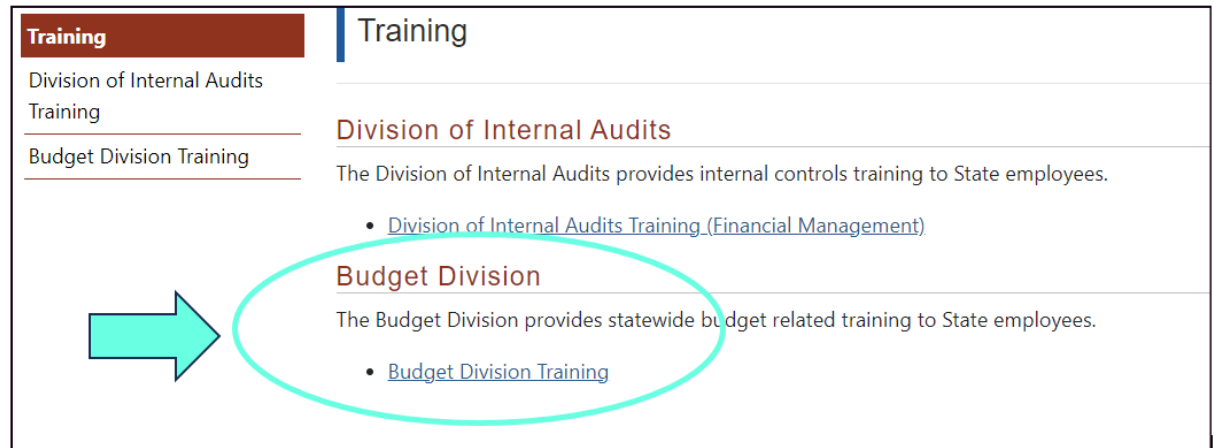 Training
Division of Internal Audits
Training
Budget Division Training
Training
Division of Internal Audits
The Division of Internal Audits provides internal controls training to State employees.
• Division of Internal Audits Training (Financial Management)
Budget Division
The Budget Division provides statewide budget related training to State employees.
• Budget Division Training